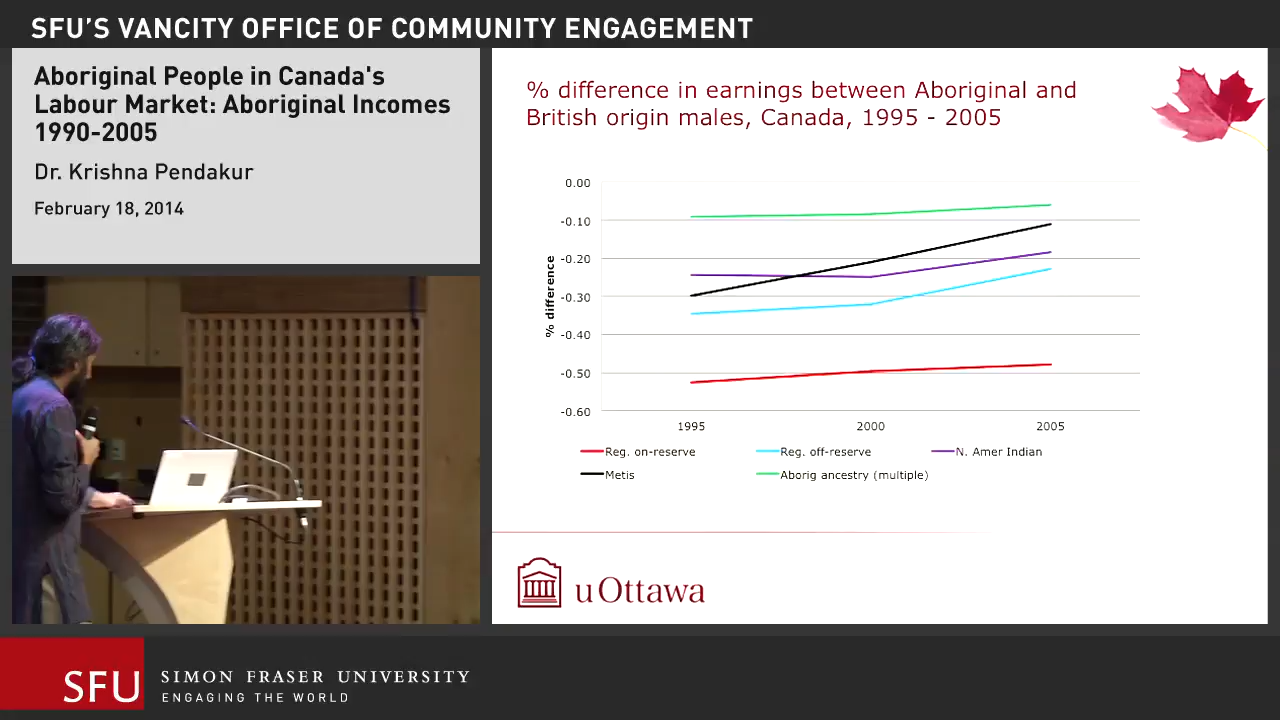 SFU'S VANCITY OFFICE OF COMMUNITY ENGAGEMENT
Aboriginal People in Canada's
Labour Market: Aboriginal Incomes
1990-2005
Dr. Krishna Pendakur
February 18, 2014
% difference in earnings between Aboriginal and
British origin males, Canada, 1995 - 2005
0.00
-0.10
-0.20
-0.30
-0.40
-0.50
-0.60
% difference
1995 2000 2005
Reg. on-reserve Reg. off-reserve N. Amer Indian
Metis Aborig ancestry (multiple)
uOttawa
SFU
SIMON FRASER UNIVERSITY
ENGAGING THE WORLD